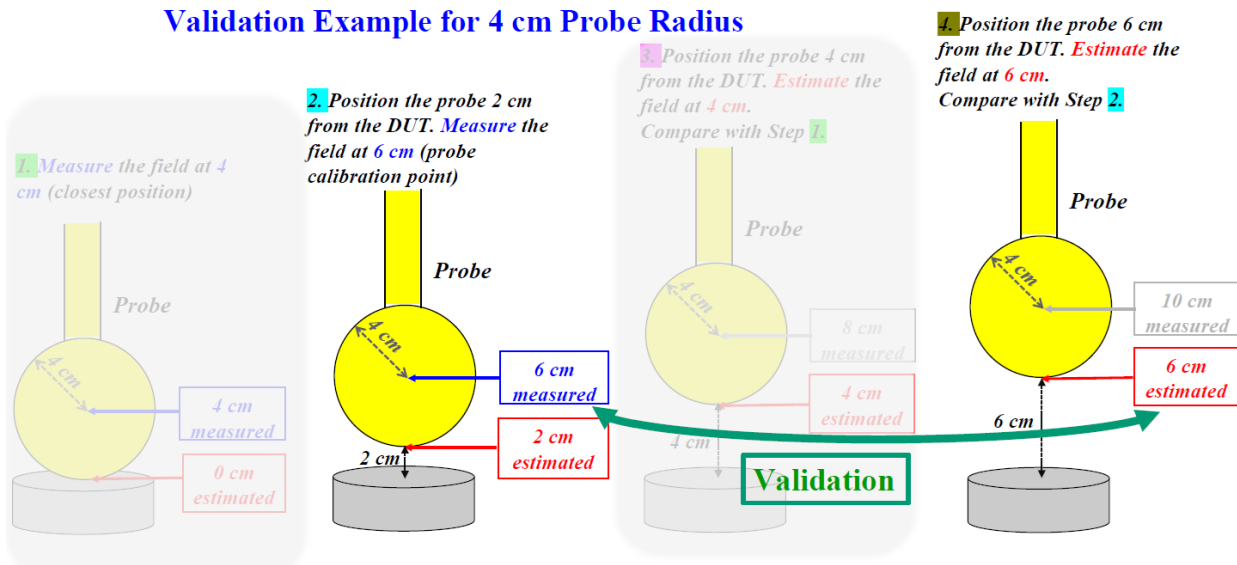 Validation Example for 4 cm Probe Radius
1. Measure the field at 4
cm (closest position)
Probe
4 cm
4 cm
measured
0 cm
estimated
2. Position the probe 2 cm
from the DUT. Measure the
field at 6 cm (probe
calibration point)
Probe
4 cm
6 cm
measured
2 cm
estimated
2 cm
3. Position the probe 4 cm
from the DUT. Estimate the
field at 4 cm.
Compare with Step 1.
Probe
4 cm
8 cm
measured
4 cm
estimated
4 cm
4. Position the probe 6 cm
from the DUT. Estimate the
field at 6 cm.
Compare with Step 2.
Probe
4 cm
10 cm
measured
6 cm
estimated
6 cm
Validation